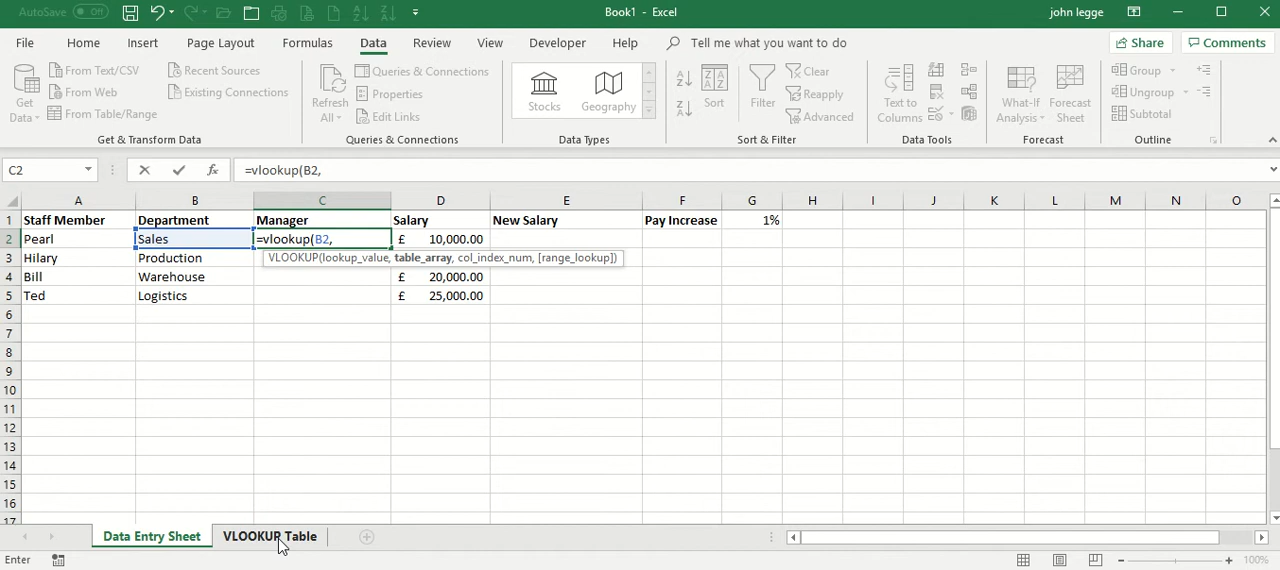 AutoSave Off Book1 - Excel john legge
File Home Insert Page Layout Formulas Data Review View Developer Help Tell me what you want to do Share Comments
Get Data
From Text/CSV
From Web
From Table/Range
Recent Sources
Existing Connections
Get & Transform Data
Refresh All
Queries & Connections
Properties
Edit Links
Queries & Connections
Stocks
Geography
Data Types
Sort
Filter
Clear
Reapply
Advanced
Sort & Filter
Text to Columns
Data Tools
What-If Analysis
Forecast Sheet
Forecast
Group
Ungroup
Subtotal
Outline
C2 fx =vlookup(B2,
A B C D E F G H I J K L M N O
1 Staff Member Department Manager Salary New Salary Pay Increase 1%
2 Pearl Sales =vlookup(B2, £ 10,000.00
3 Hilary Production VLOOKUP(lookup_value, table_array, col_index_num, [range_lookup])
4 Bill Warehouse £ 20,000.00
5 Ted Logistics £ 25,000.00
6
7
8
9
10
11
12
13
14
15
16
17
Data Entry Sheet VLOOKUP Table
Enter 100%